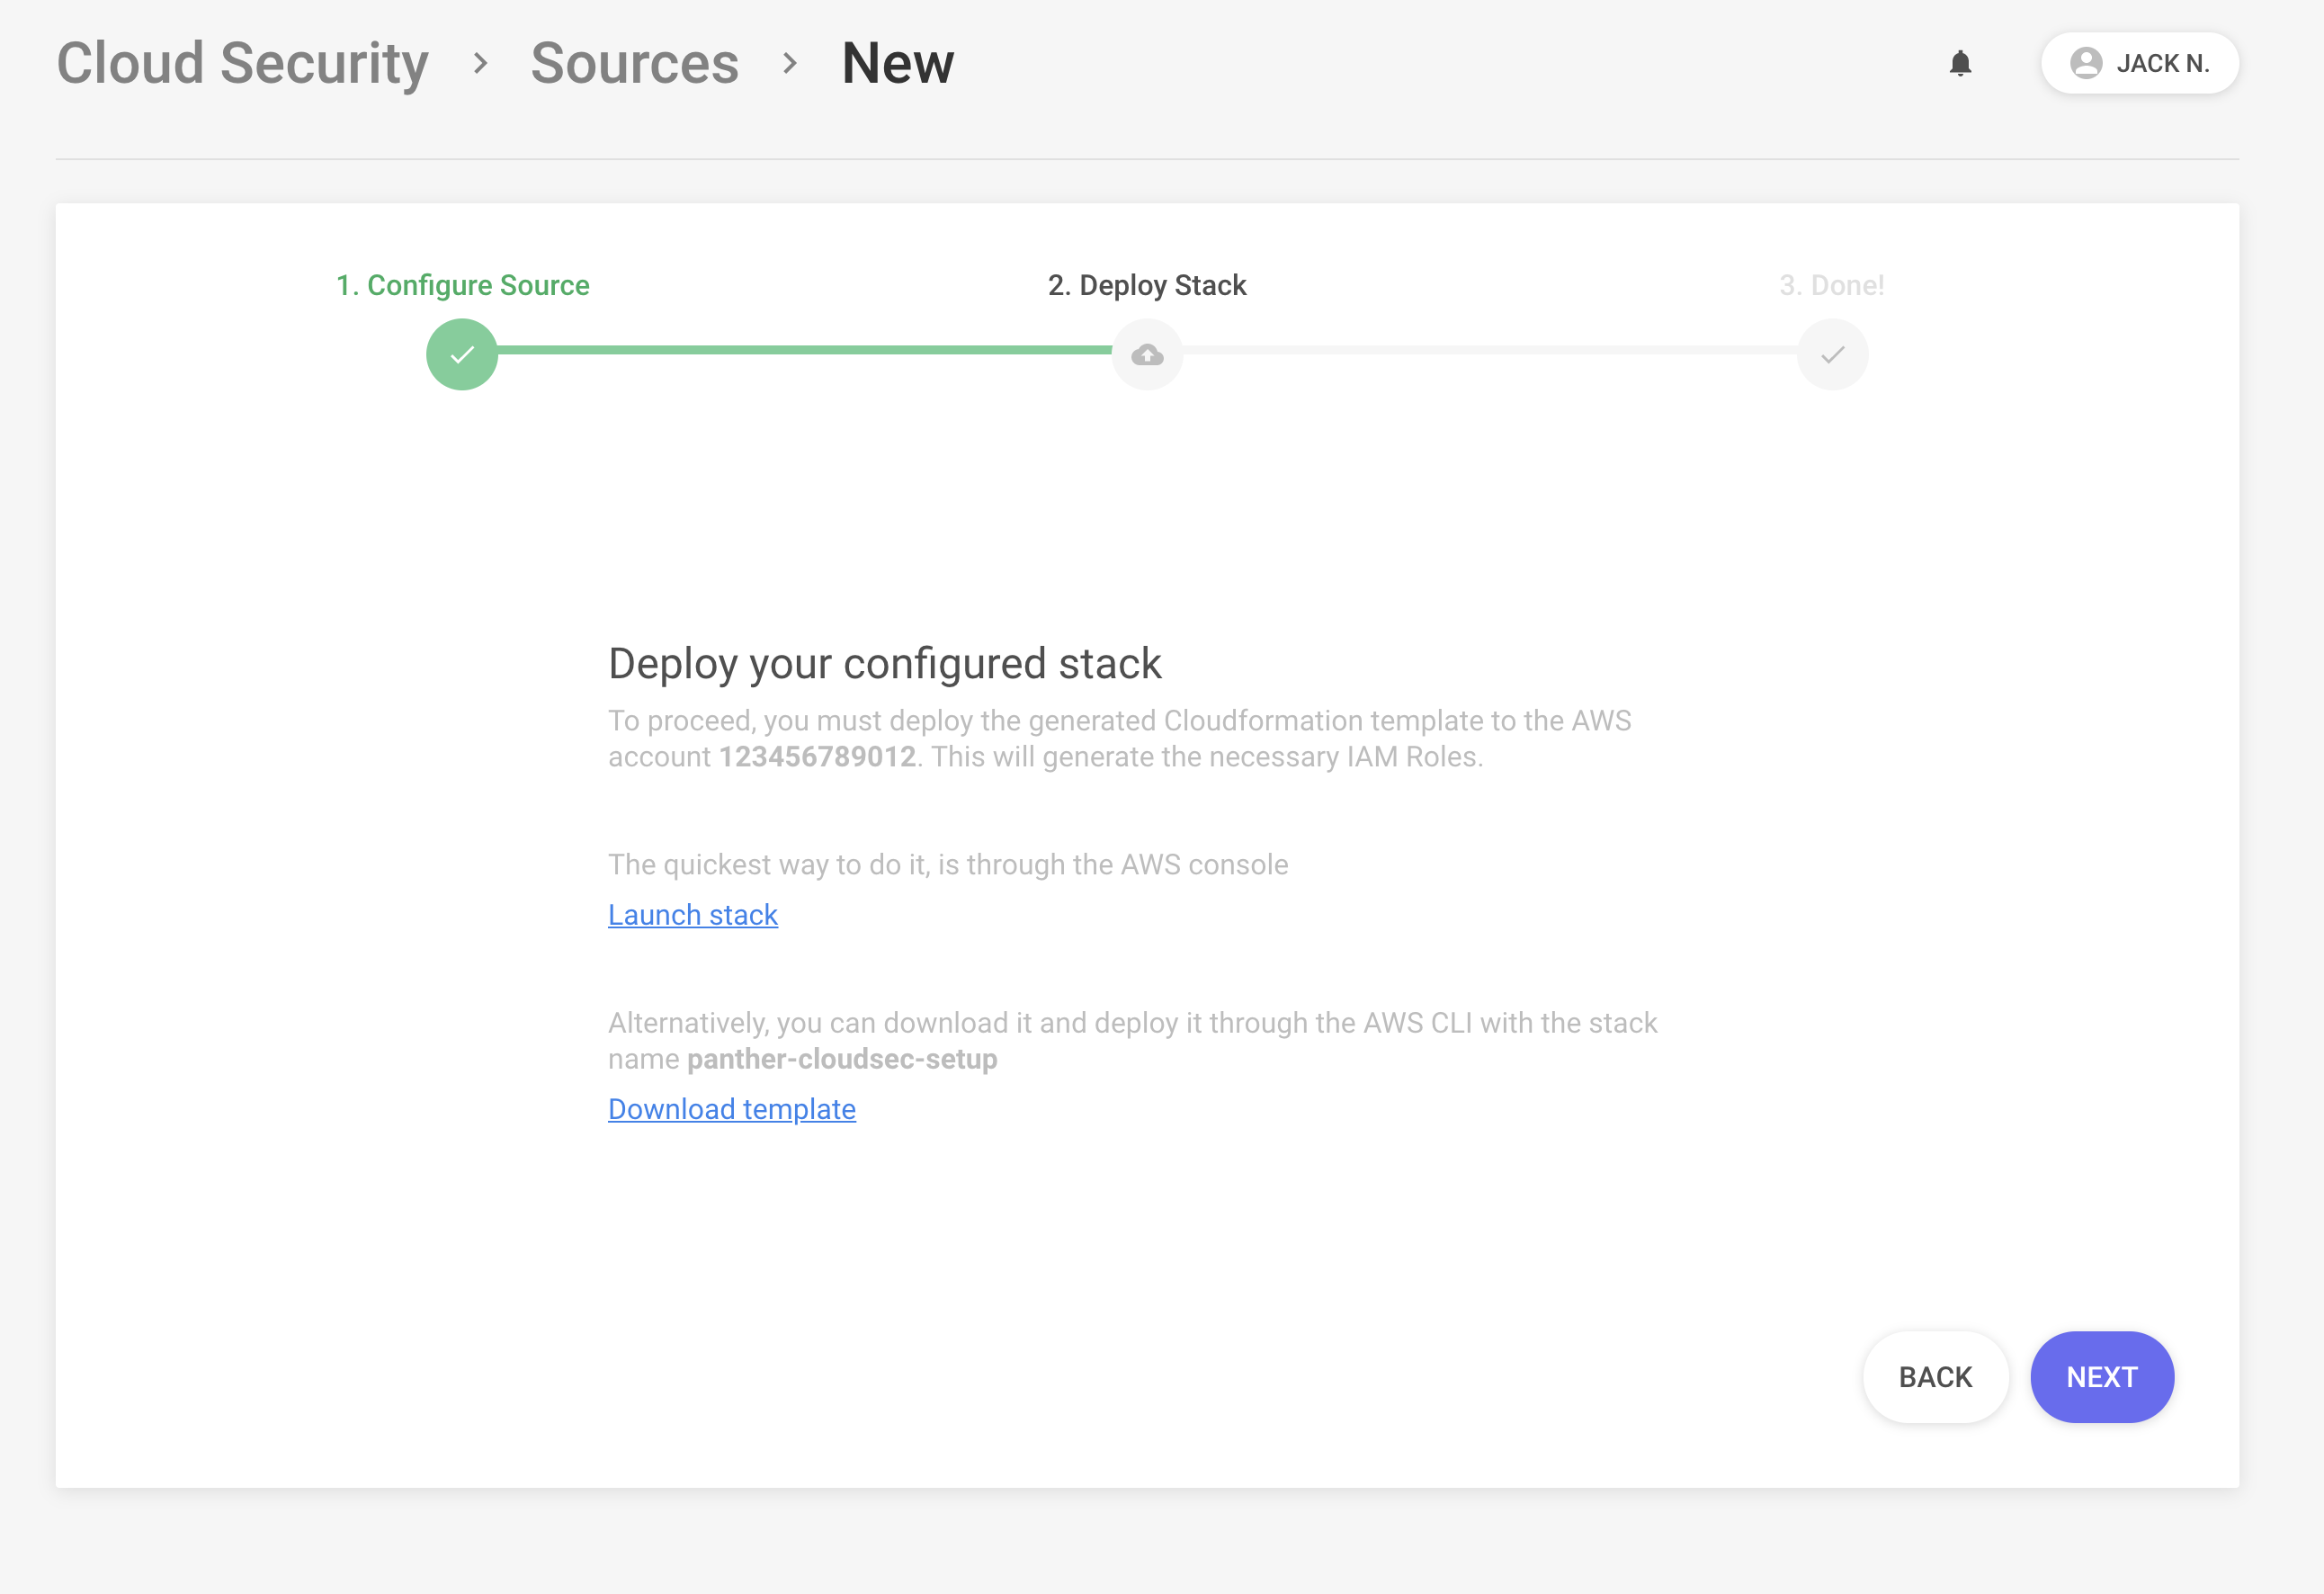 Cloud Security > Sources > New
JACK N.
1. Configure Source
2. Deploy Stack
3. Done!
Deploy your configured stack
To proceed, you must deploy the generated Cloudformation template to the AWS
account 123456789012. This will generate the necessary IAM Roles.
The quickest way to do it, is through the AWS console
Launch stack
Alternatively, you can download it and deploy it through the AWS CLI with the stack
name panther-cloudsec-setup
Download template
BACK
NEXT